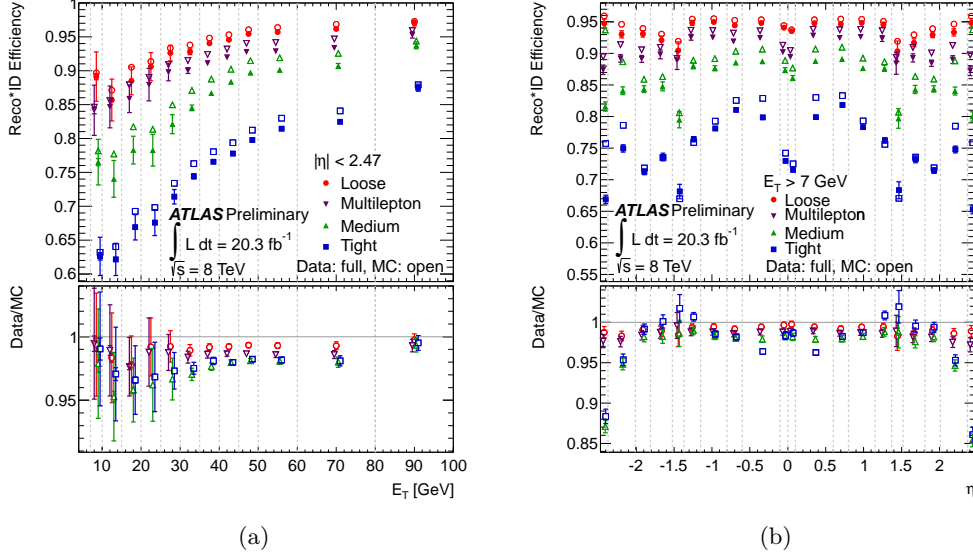 Reco*ID Efficiency
1
0.95
0.9
0.85
0.8
0.75
0.7
0.65
0.6
|η| < 2.47
Loose
Multilepton
Medium
Tight
ATLAS Preliminary
∫ L dt = 20.3 fb⁻¹
√s = 8 TeV
Data: full, MC: open
Data/MC
1
0.95
10 20 30 40 50 60 70 80 90 100
E_T [GeV]
(a)
Reco*ID Efficiency
0.95
0.9
0.85
0.8
0.75
0.7
0.65
0.6
0.55
E_T > 7 GeV
Loose
Multilepton
Medium
Tight
ATLAS Preliminary
∫ L dt = 20.3 fb⁻¹
√s = 8 TeV
Data: full, MC: open
Data/MC
1
0.95
0.9
0.85
-2 -1.5 -1 -0.5 0 0.5 1 1.5 2
η
(b)